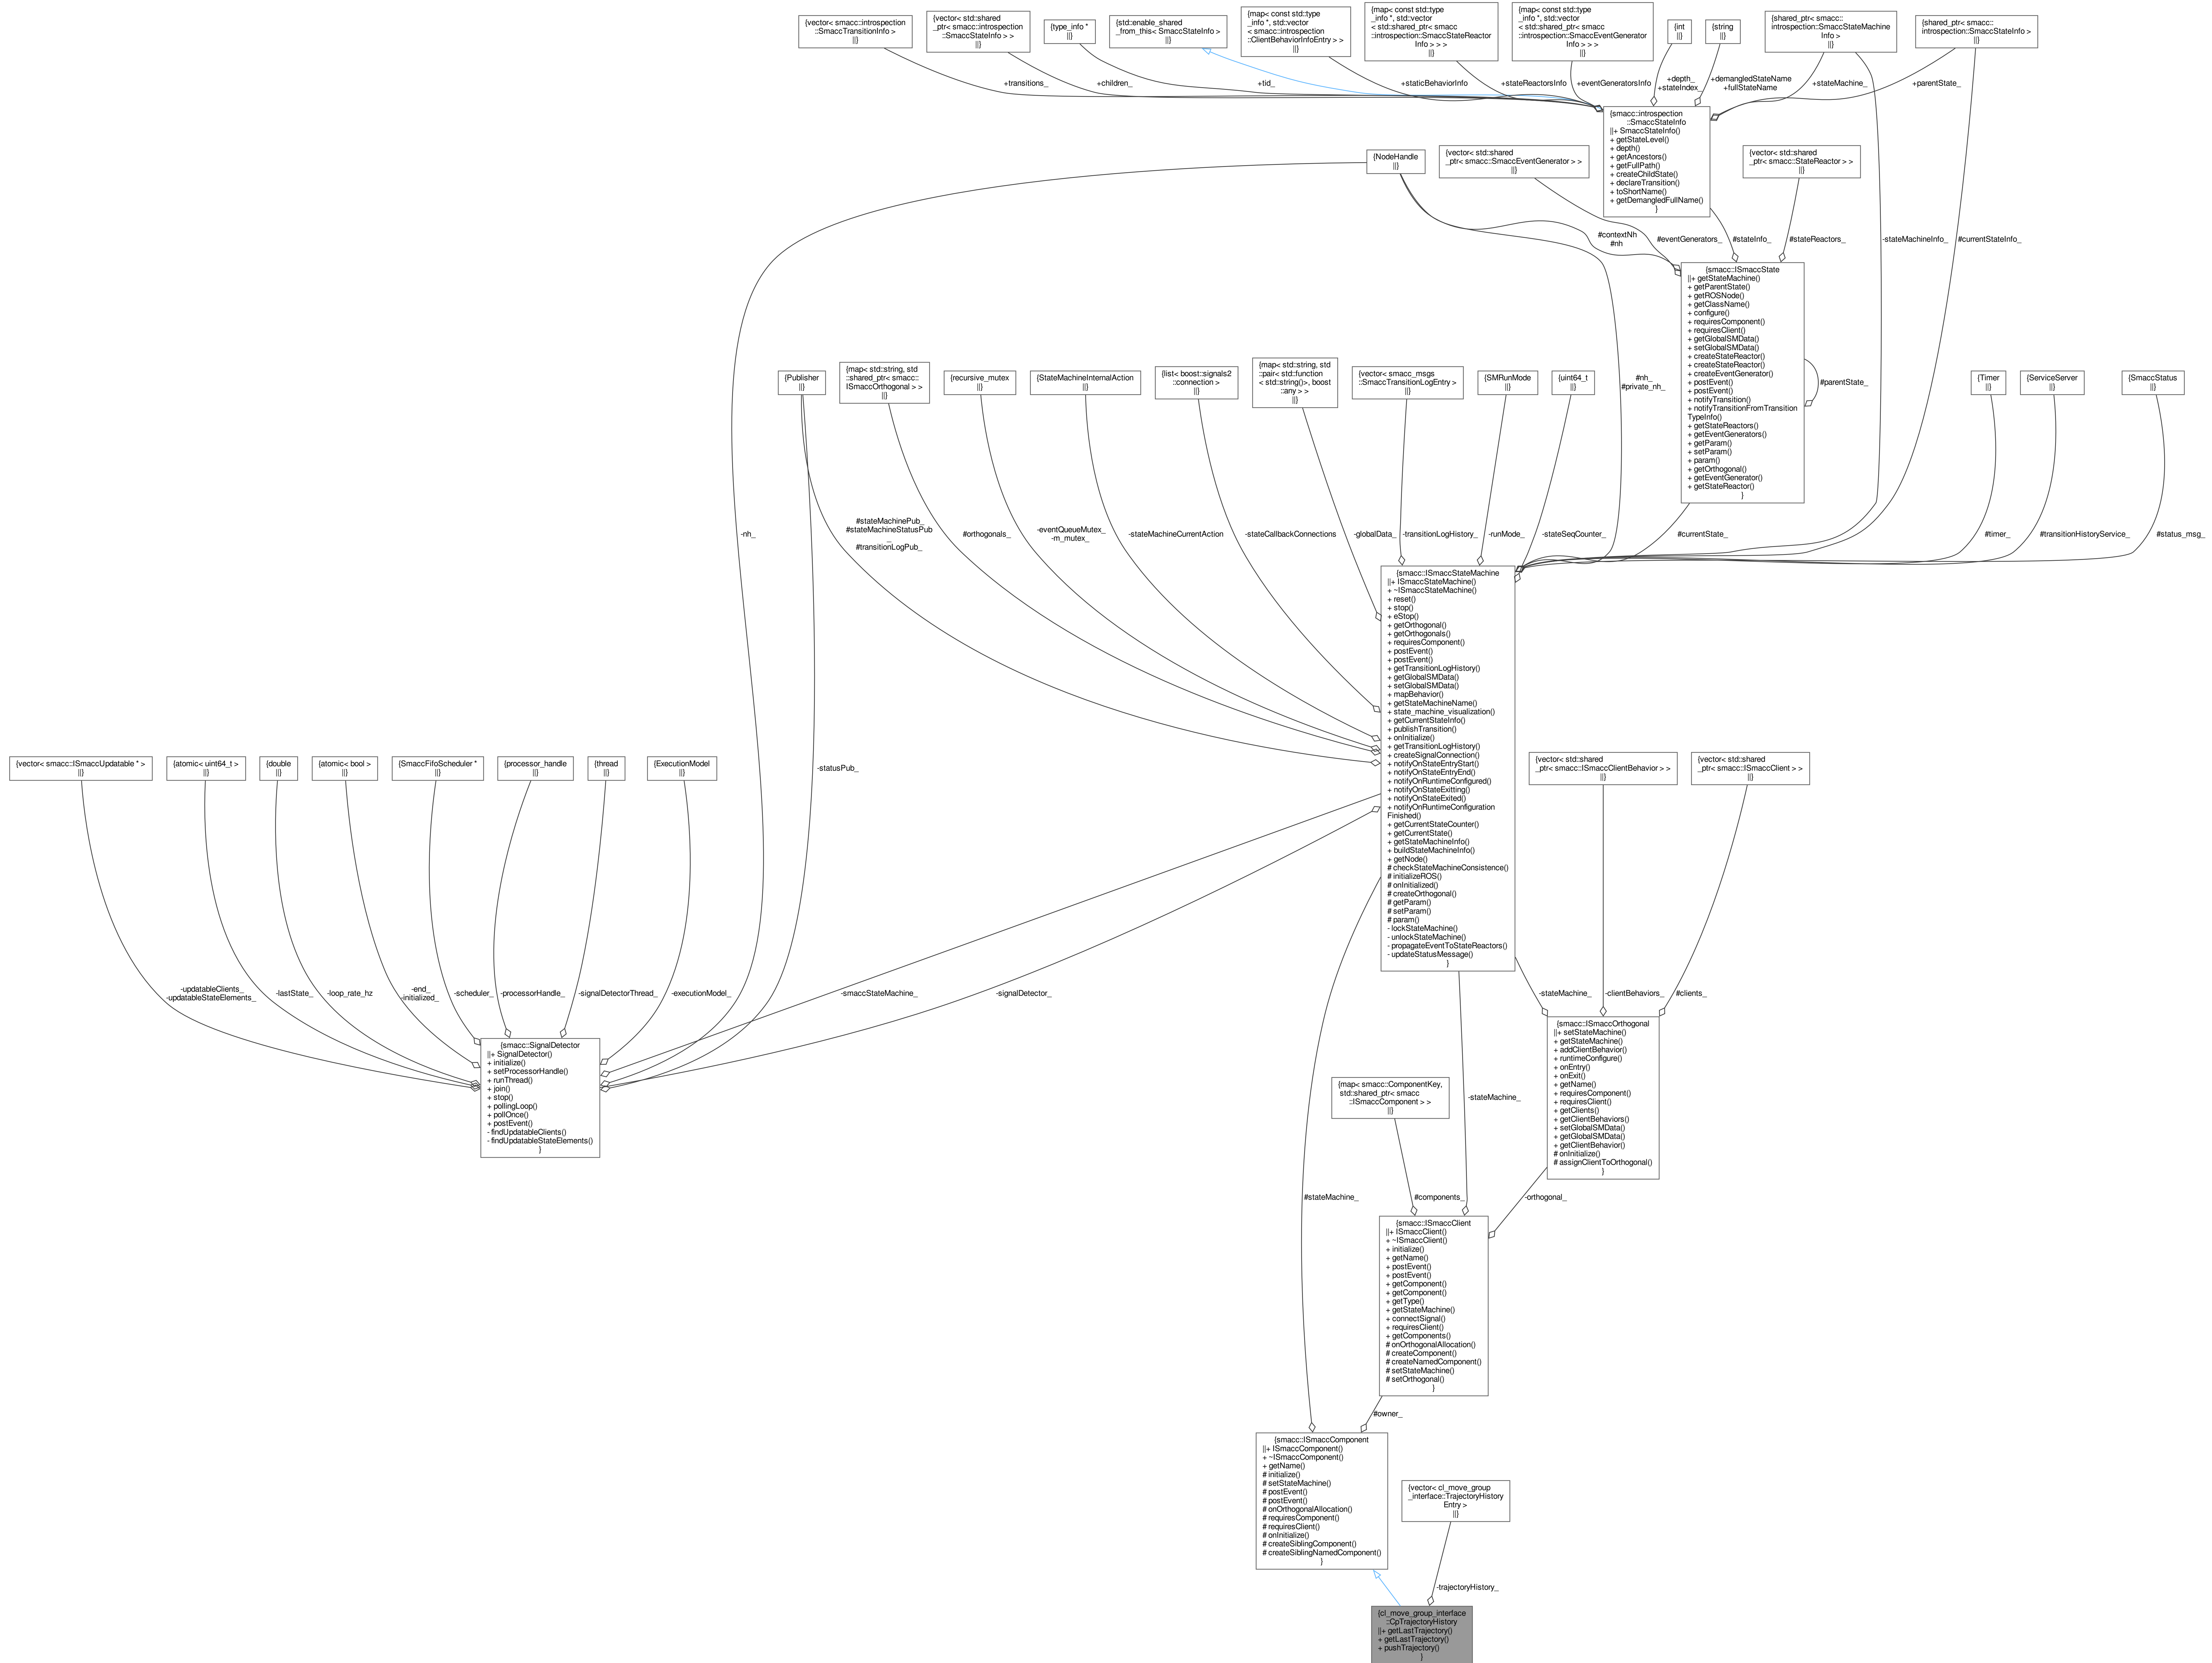 {vector< smacc::introspection
::SmaccTransitionInfo >
||}
{vector< std::shared
_ptr< smacc::introspection
::SmaccStateInfo > >
||}
{type_info *
||}
{std::enable_shared
_from_this< SmaccStateInfo >
||}
{map< const std::type
_info *, std::vector
< smacc::introspection
::ClientBehaviorInfoEntry > >
||}
{map< const std::type
_info *, std::vector
< std::shared_ptr< smacc
::introspection::SmaccStateReactor
Info > > >
||}
{map< const std::type
_info *, std::vector
< std::shared_ptr< smacc
::introspection::SmaccEventGenerator
Info > > >
||}
{int
||}
{string
||}
{shared_ptr< smacc::
introspection::SmaccStateMachine
Info >
||}
{shared_ptr< smacc::
introspection::SmaccStateInfo >
||}
+transitions_
+children_
+tid_
+staticBehaviorInfo
+stateReactorsInfo
+eventGeneratorsInfo
+depth_
+stateIndex_
+demangledStateName
+fullStateName
+stateMachine_
+parentState_
{smacc::introspection
::SmaccStateInfo
||+ SmaccStateInfo()
+ getStateLevel()
+ depth()
+ getAncestors()
+ getFullPath()
+ createChildState()
+ declareTransition()
+ toShortName()
+ getDemangledFullName()
}
{NodeHandle
||}
{vector< std::shared
_ptr< smacc::SmaccEventGenerator > >
||}
{vector< std::shared
_ptr< smacc::StateReactor > >
||}
#contextNh
#nh
#eventGenerators_
#stateInfo_
#stateReactors_
-stateMachineInfo_
#currentStateInfo_
{smacc::ISmaccState
||+ getStateMachine()
+ getParentState()
+ getROSNode()
+ getClassName()
+ configure()
+ requiresComponent()
+ requiresClient()
+ getGlobalSMData()
+ setGlobalSMData()
+ createStateReactor()
+ createStateReactor()
+ createEventGenerator()
+ postEvent()
+ postEvent()
+ notifyTransition()
+ notifyTransitionFromTransition
TypeInfo()
+ getStateReactors()
+ getEventGenerators()
+ getParam()
+ setParam()
+ param()
+ getOrthogonal()
+ getEventGenerator()
+ getStateReactor()
}
#parentState_
{Publisher
||}
{map< std::string, std
::shared_ptr< smacc::
ISmaccOrthogonal > >
||}
{recursive_mutex
||}
{StateMachineInternalAction
||}
{list< boost::signals2
::connection >
||}
{map< std::string, std
::pair< std::function
< std::string()>, boost
::any > >
||}
{vector< smacc_msgs
::SmaccTransitionLogEntry >
||}
{SMRunMode
||}
{uint64_t
||}
#nh_
#private_nh_
{Timer
||}
{ServiceServer
||}
{SmaccStatus
||}
-nh_
#stateMachinePub_
#stateMachineStatusPub
_
#transitionLogPub_
#orthogonals_
-eventQueueMutex_
-m_mutex_
-stateMachineCurrentAction
-stateCallbackConnections
-globalData_
-transitionLogHistory_
-runMode_
-stateSeqCounter_
#currentState_
#timer_
#transitionHistoryService_
#status_msg_
{smacc::ISmaccStateMachine
||+ ISmaccStateMachine()
+ ~ISmaccStateMachine()
+ reset()
+ stop()
+ eStop()
+ getOrthogonal()
+ getOrthogonals()
+ requiresComponent()
+ postEvent()
+ postEvent()
+ getTransitionLogHistory()
+ getGlobalSMData()
+ setGlobalSMData()
+ mapBehavior()
+ getStateMachineName()
+ state_machine_visualization()
+ getCurrentStateInfo()
+ publishTransition()
+ onInitialize()
+ getTransitionLogHistory()
+ createSignalConnection()
+ notifyOnStateEntryStart()
+ notifyOnStateEntryEnd()
+ notifyOnRuntimeConfigured()
+ notifyOnStateExitting()
+ notifyOnStateExited()
+ notifyOnRuntimeConfiguration
Finished()
+ getCurrentStateCounter()
+ getCurrentState()
+ getStateMachineInfo()
+ buildStateMachineInfo()
+ getNode()
# checkStateMachineConsistence()
# initializeROS()
# onInitialized()
# createOrthogonal()
# getParam()
# setParam()
# param()
- lockStateMachine()
- unlockStateMachine()
- propagateEventToStateReactors()
- updateStatusMessage()
}
{vector< smacc::ISmaccUpdatable * >
||}
{atomic< uint64_t >
||}
{double
||}
{atomic< bool >
||}
{SmaccFifoScheduler *
||}
{processor_handle
||}
{thread
||}
{ExecutionModel
||}
-statusPub_
{vector< std::shared
_ptr< smacc::ISmaccClientBehavior > >
||}
{vector< std::shared
_ptr< smacc::ISmaccClient > >
||}
-updatableClients_
-updatableStateElements_
-lastState_
-loop_rate_hz
-end_
-initialized_
-scheduler_
-processorHandle_
-signalDetectorThread_
-executionModel_
-smaccStateMachine_
-signalDetector_
-stateMachine_
-clientBehaviors_
#clients_
{smacc::SignalDetector
||+ SignalDetector()
+ initialize()
+ setProcessorHandle()
+ runThread()
+ join()
+ stop()
+ pollingLoop()
+ pollOnce()
+ postEvent()
- findUpdatableClients()
- findUpdatableStateElements()
}
{smacc::ISmaccOrthogonal
||+ setStateMachine()
+ getStateMachine()
+ addClientBehavior()
+ runtimeConfigure()
+ onEntry()
+ onExit()
+ getName()
+ requiresComponent()
+ requiresClient()
+ getClients()
+ getClientBehaviors()
+ setGlobalSMData()
+ getGlobalSMData()
+ getClientBehavior()
# onInitialize()
# assignClientToOrthogonal()
}
{map< smacc::ComponentKey,
std::shared_ptr< smacc
::ISmaccComponent > >
||}
-stateMachine_
#stateMachine_
#components_
-orthogonal_
{smacc::ISmaccClient
||+ ISmaccClient()
+ ~ISmaccClient()
+ initialize()
+ getName()
+ postEvent()
+ postEvent()
+ getComponent()
+ getComponent()
+ getType()
+ getStateMachine()
+ connectSignal()
+ requiresClient()
+ getComponents()
# onOrthogonalAllocation()
# createComponent()
# createNamedComponent()
# setStateMachine()
# setOrthogonal()
}
#owner_
{smacc::ISmaccComponent
||+ ISmaccComponent()
+ ~ISmaccComponent()
+ getName()
# initialize()
# setStateMachine()
# postEvent()
# postEvent()
# onOrthogonalAllocation()
# requiresComponent()
# requiresClient()
# onInitialize()
# createSiblingComponent()
# createSiblingNamedComponent()
}
{vector< cl_move_group
_interface::TrajectoryHistory
Entry >
||}
-trajectoryHistory_
{cl_move_group_interface
::CpTrajectoryHistory
||+ getLastTrajectory()
+ getLastTrajectory()
+ pushTrajectory()
}